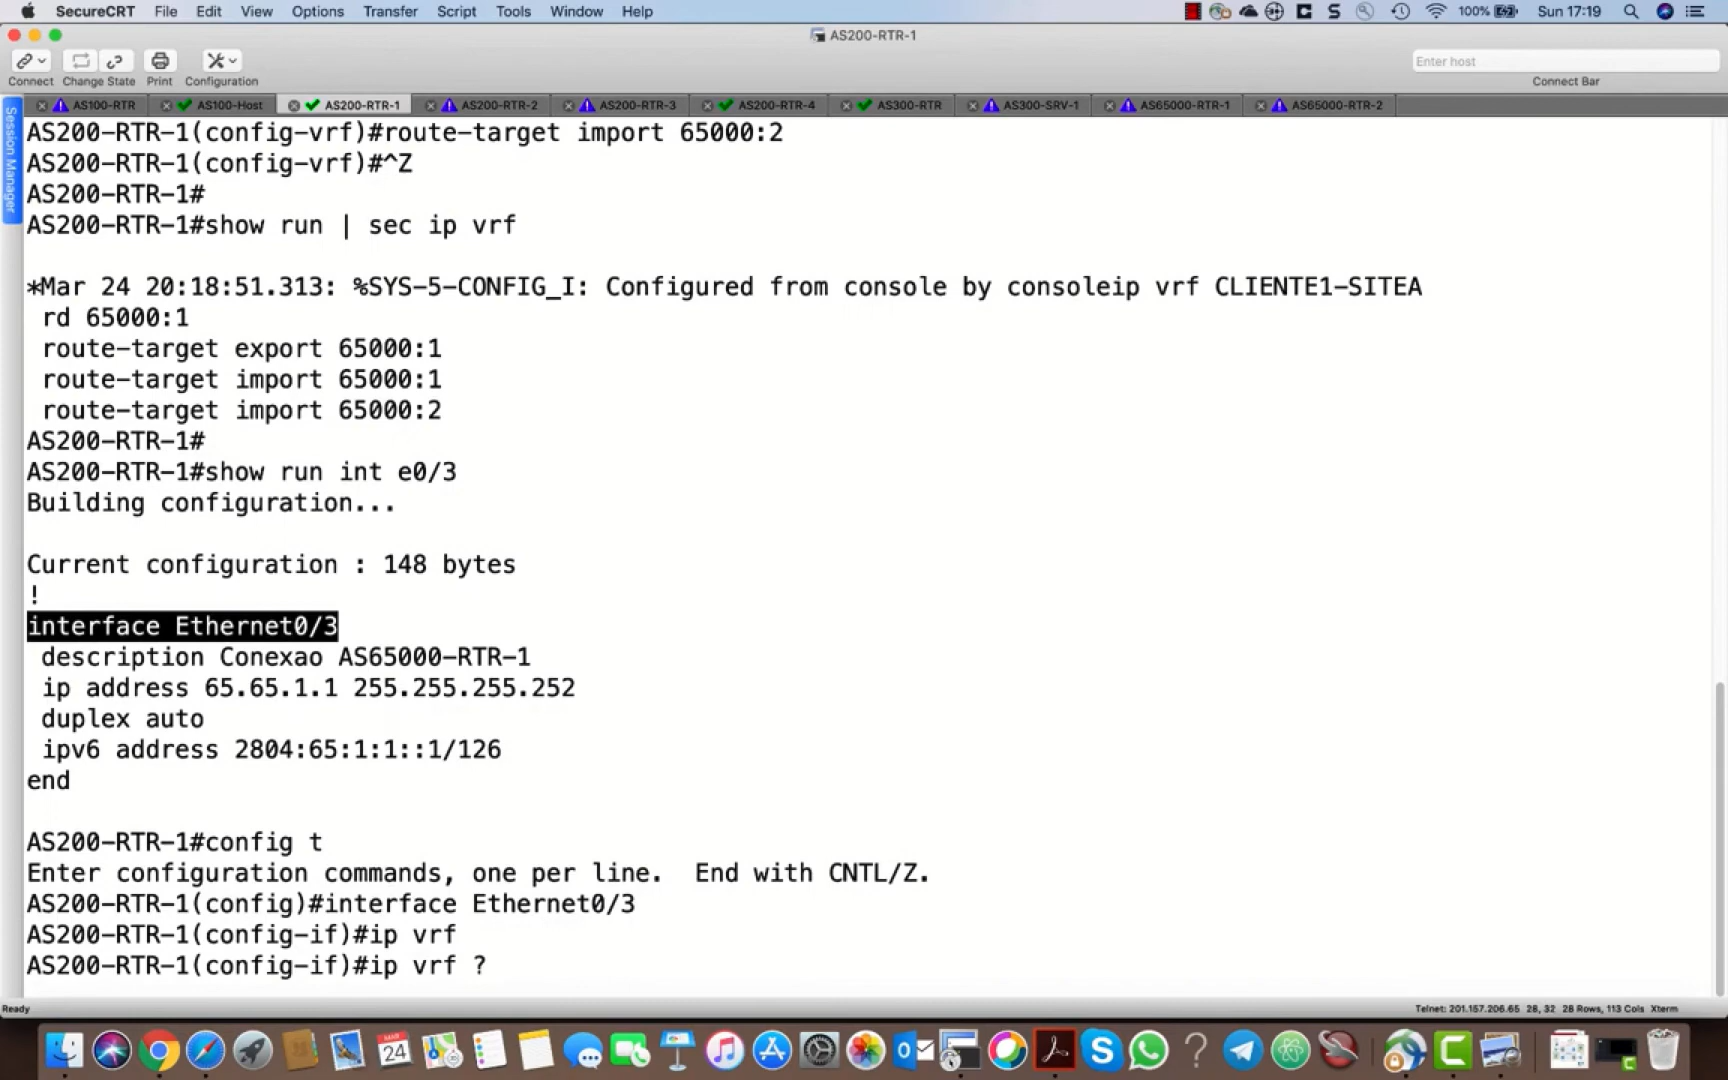 SecureCRT File Edit View Options Transfer Script Tools Window Help 100% Sun 17:19
AS200-RTR-1
Connect Change State Print Configuration Enter host Connect Bar
AS100-RTR AS100-Host AS200-RTR-1 AS200-RTR-2 AS200-RTR-3 AS200-RTR-4 AS300-RTR AS300-SRV-1 AS65000-RTR-1 AS65000-RTR-2
Session Manager
AS200-RTR-1(config-vrf)#route-target import 65000:2
AS200-RTR-1(config-vrf)#^Z
AS200-RTR-1#
AS200-RTR-1#show run | sec ip vrf
*Mar 24 20:18:51.313: %SYS-5-CONFIG_I: Configured from console by consoleip vrf CLIENTE1-SITEA
rd 65000:1
route-target export 65000:1
route-target import 65000:1
route-target import 65000:2
AS200-RTR-1#
AS200-RTR-1#show run int e0/3
Building configuration...
Current configuration : 148 bytes
!
interface Ethernet0/3
description Conexao AS65000-RTR-1
ip address 65.65.1.1 255.255.255.252
duplex auto
ipv6 address 2804:65:1:1::1/126
end
AS200-RTR-1#config t
Enter configuration commands, one per line.  End with CNTL/Z.
AS200-RTR-1(config)#interface Ethernet0/3
AS200-RTR-1(config-if)#ip vrf
AS200-RTR-1(config-if)#ip vrf ?
Ready Telnet: 201.157.206.65 28, 32 28 Rows, 113 Cols Xterm
24